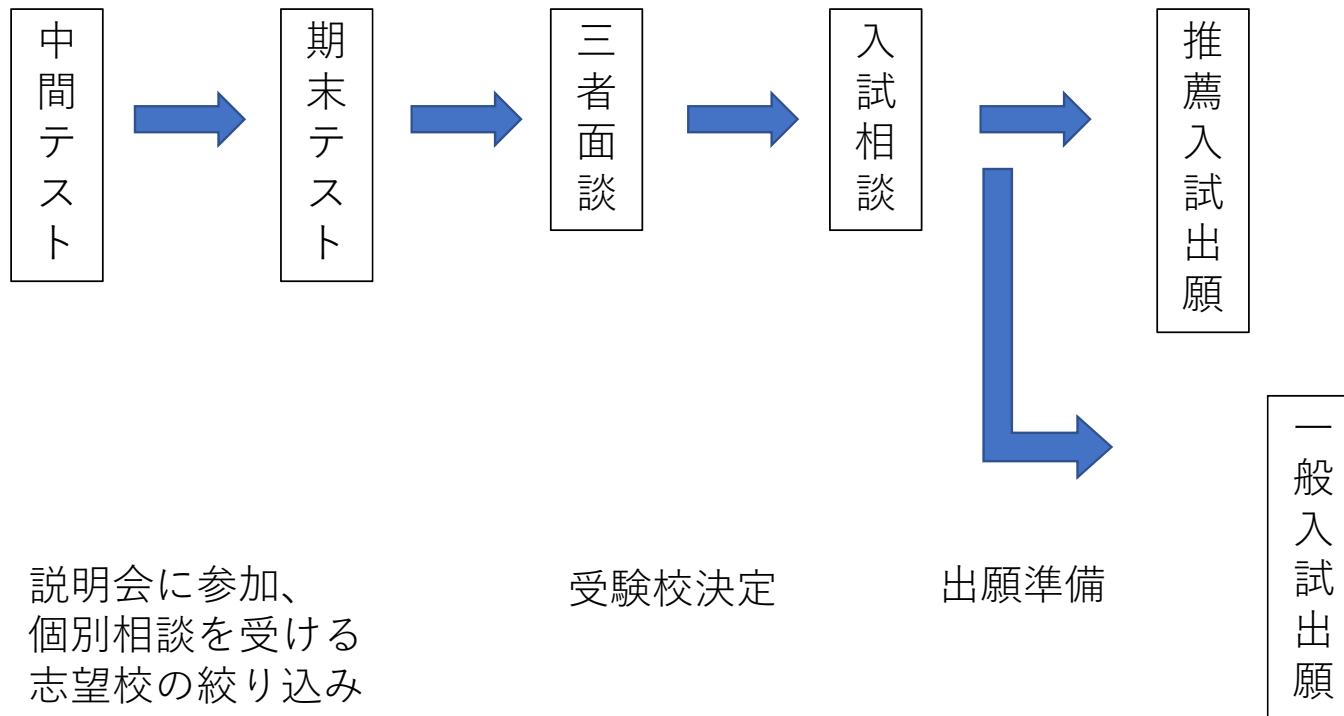 中間テスト
期末テスト
三者面談
入試相談
推薦入試出願
一般入試出願
説明会に参加、
個別相談を受ける
志望校の絞り込み
受験校決定
出願準備